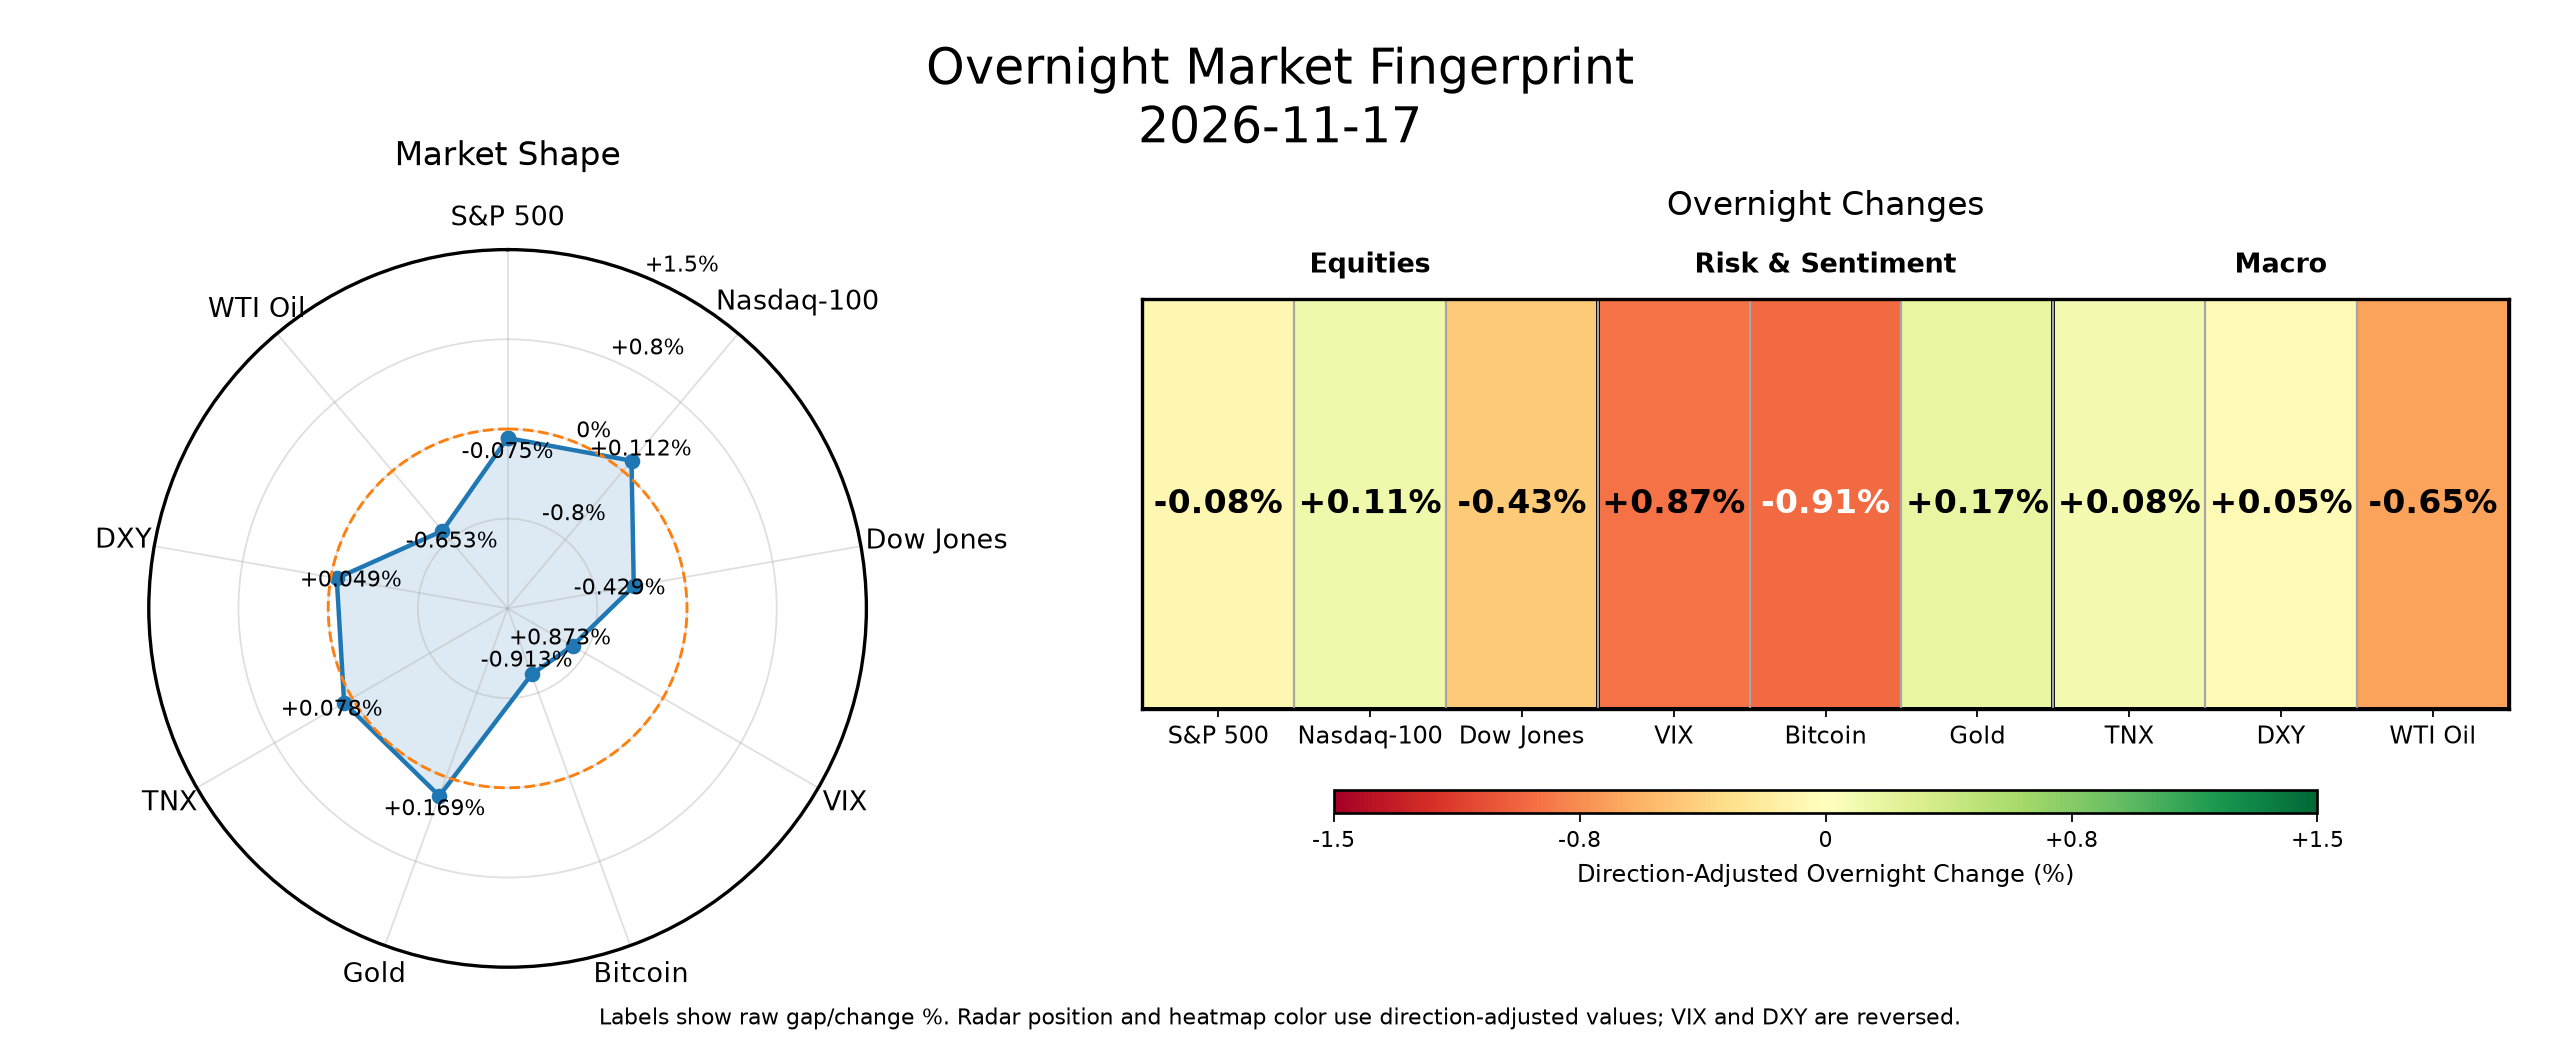 Overnight Market Fingerprint
2026-11-17
Market Shape
S&P 500
+1.5%
Nasdaq-100
WTI Oil
+0.8%
0%
-0.075%
+0.112%
-0.8%
-0.653%
DXY
Dow Jones
+0.049%
-0.429%
+0.873%
-0.913%
+0.078%
TNX
VIX
+0.169%
Gold
Bitcoin
Overnight Changes
Equities
Risk & Sentiment
Macro
-0.08% +0.11% -0.43% +0.87% -0.91% +0.17% +0.08% +0.05% -0.65%
S&P 500 Nasdaq-100 Dow Jones VIX Bitcoin Gold TNX DXY WTI Oil
-1.5 -0.8 0 +0.8 +1.5
Direction-Adjusted Overnight Change (%)
Labels show raw gap/change %. Radar position and heatmap color use direction-adjusted values; VIX and DXY are reversed.